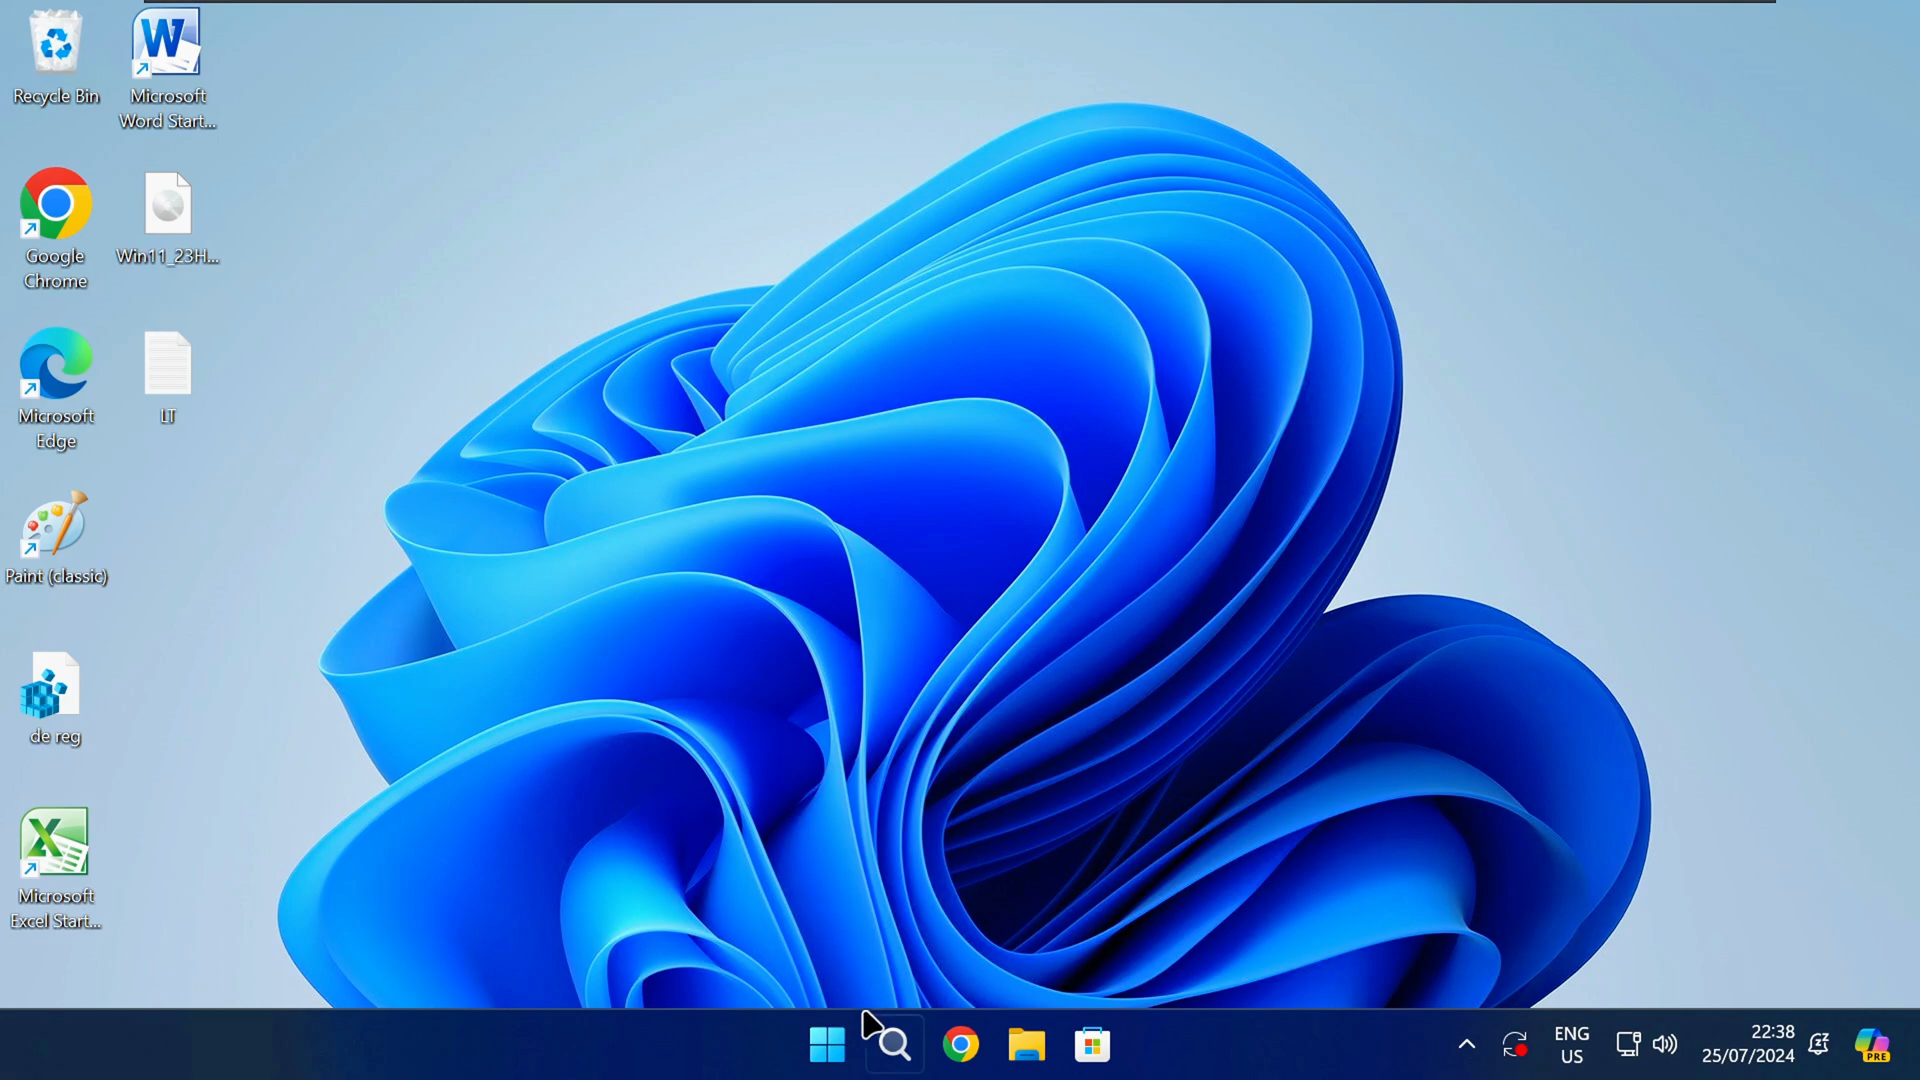 Recycle Bin
Microsoft
Word Start...
Google
Chrome
Win11_23H...
Microsoft
Edge
LT
Paint (classic)
de reg
Microsoft
Excel Start...
ENG
US
22:38
25/07/2024
PRE